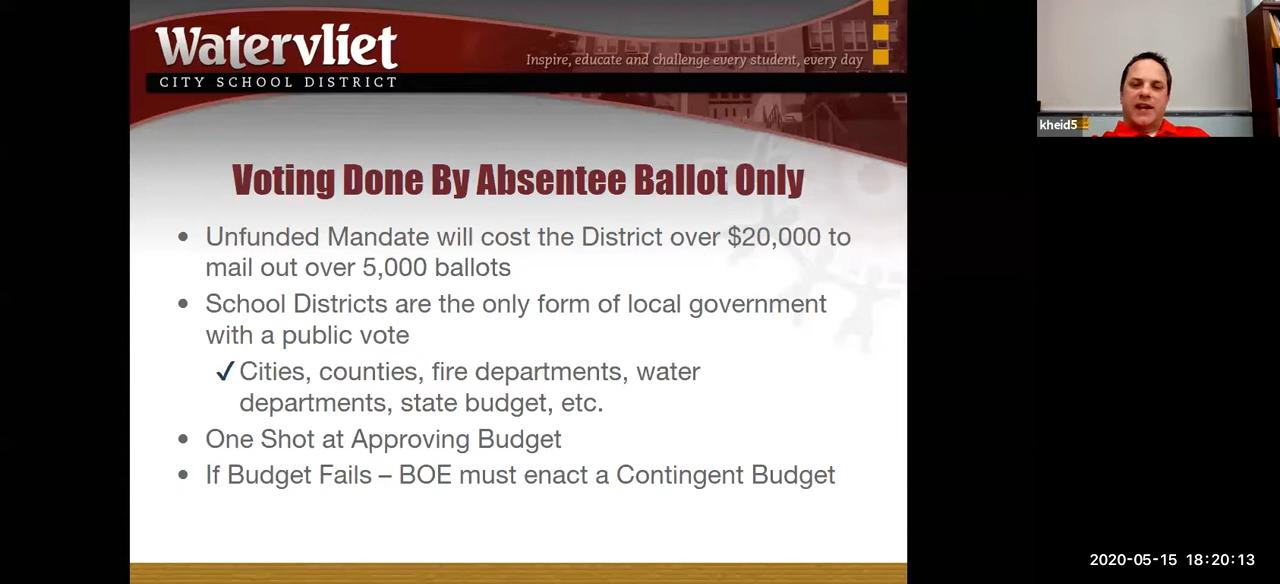 Watervliet
CITY SCHOOL DISTRICT
Inspire, educate and challenge every student, every day
Voting Done By Absentee Ballot Only
• Unfunded Mandate will cost the District over $20,000 to
mail out over 5,000 ballots
• School Districts are the only form of local government
with a public vote
✓Cities, counties, fire departments, water
departments, state budget, etc.
• One Shot at Approving Budget
• If Budget Fails – BOE must enact a Contingent Budget
kheid5
2020-05-15 18:20:13